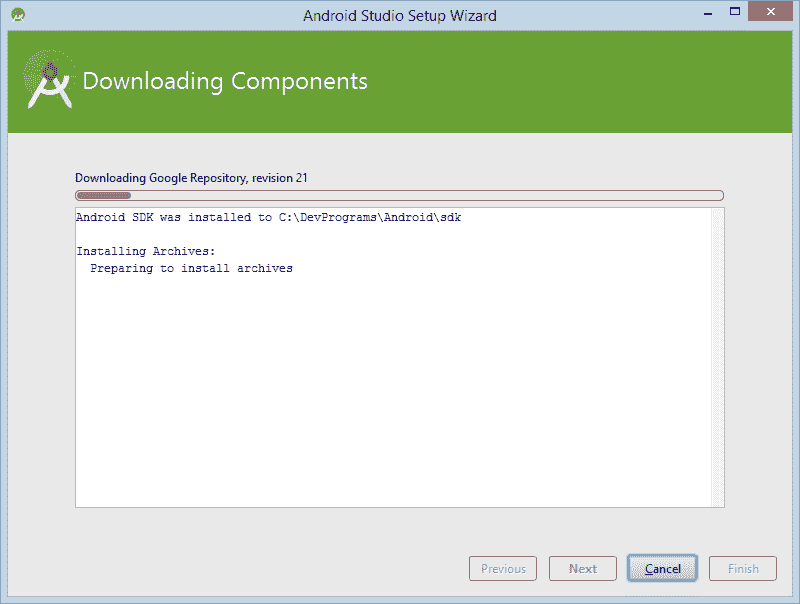 Android Studio Setup Wizard
Downloading Components
Downloading Google Repository, revision 21
Android SDK was installed to C:\DevPrograms\Android\sdk
Installing Archives:
Preparing to install archives
Previous
Next
Cancel
Finish